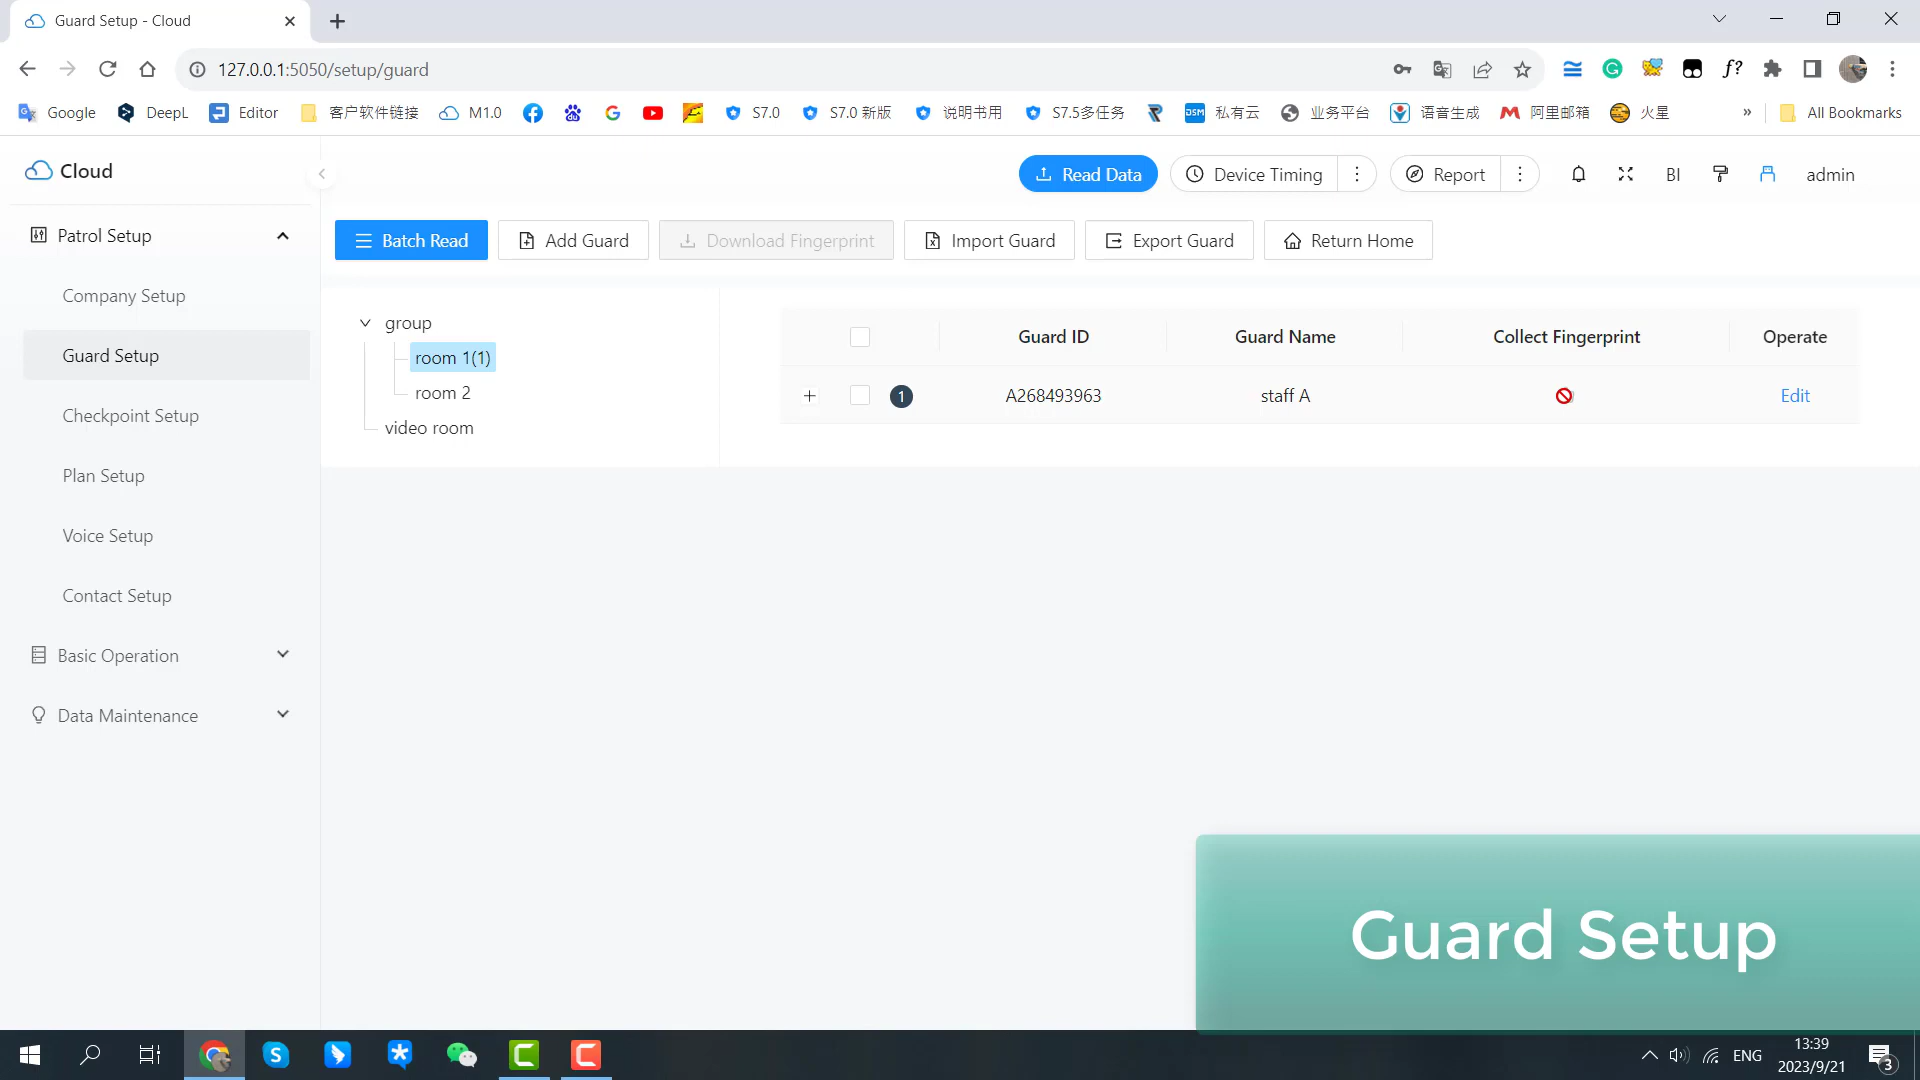 Guard Setup - Cloud
127.0.0.1:5050/setup/guard
Google DeepL Editor 客户软件链接 M1.0 S7.0 S7.0 新版 说明书用 S7.5多任务 私有云 业务平台 语音生成 阿里邮箱 火星 » All Bookmarks
Cloud
Read Data Device Timing Report BI admin
Patrol Setup
Company Setup
Guard Setup
Checkpoint Setup
Plan Setup
Voice Setup
Contact Setup
Basic Operation
Data Maintenance
Batch Read Add Guard Download Fingerprint Import Guard Export Guard Return Home
group
room 1(1)
room 2
video room
Guard ID Guard Name Collect Fingerprint Operate
1 A268493963 staff A Edit
Guard Setup
ENG
13:39
2023/9/21
3